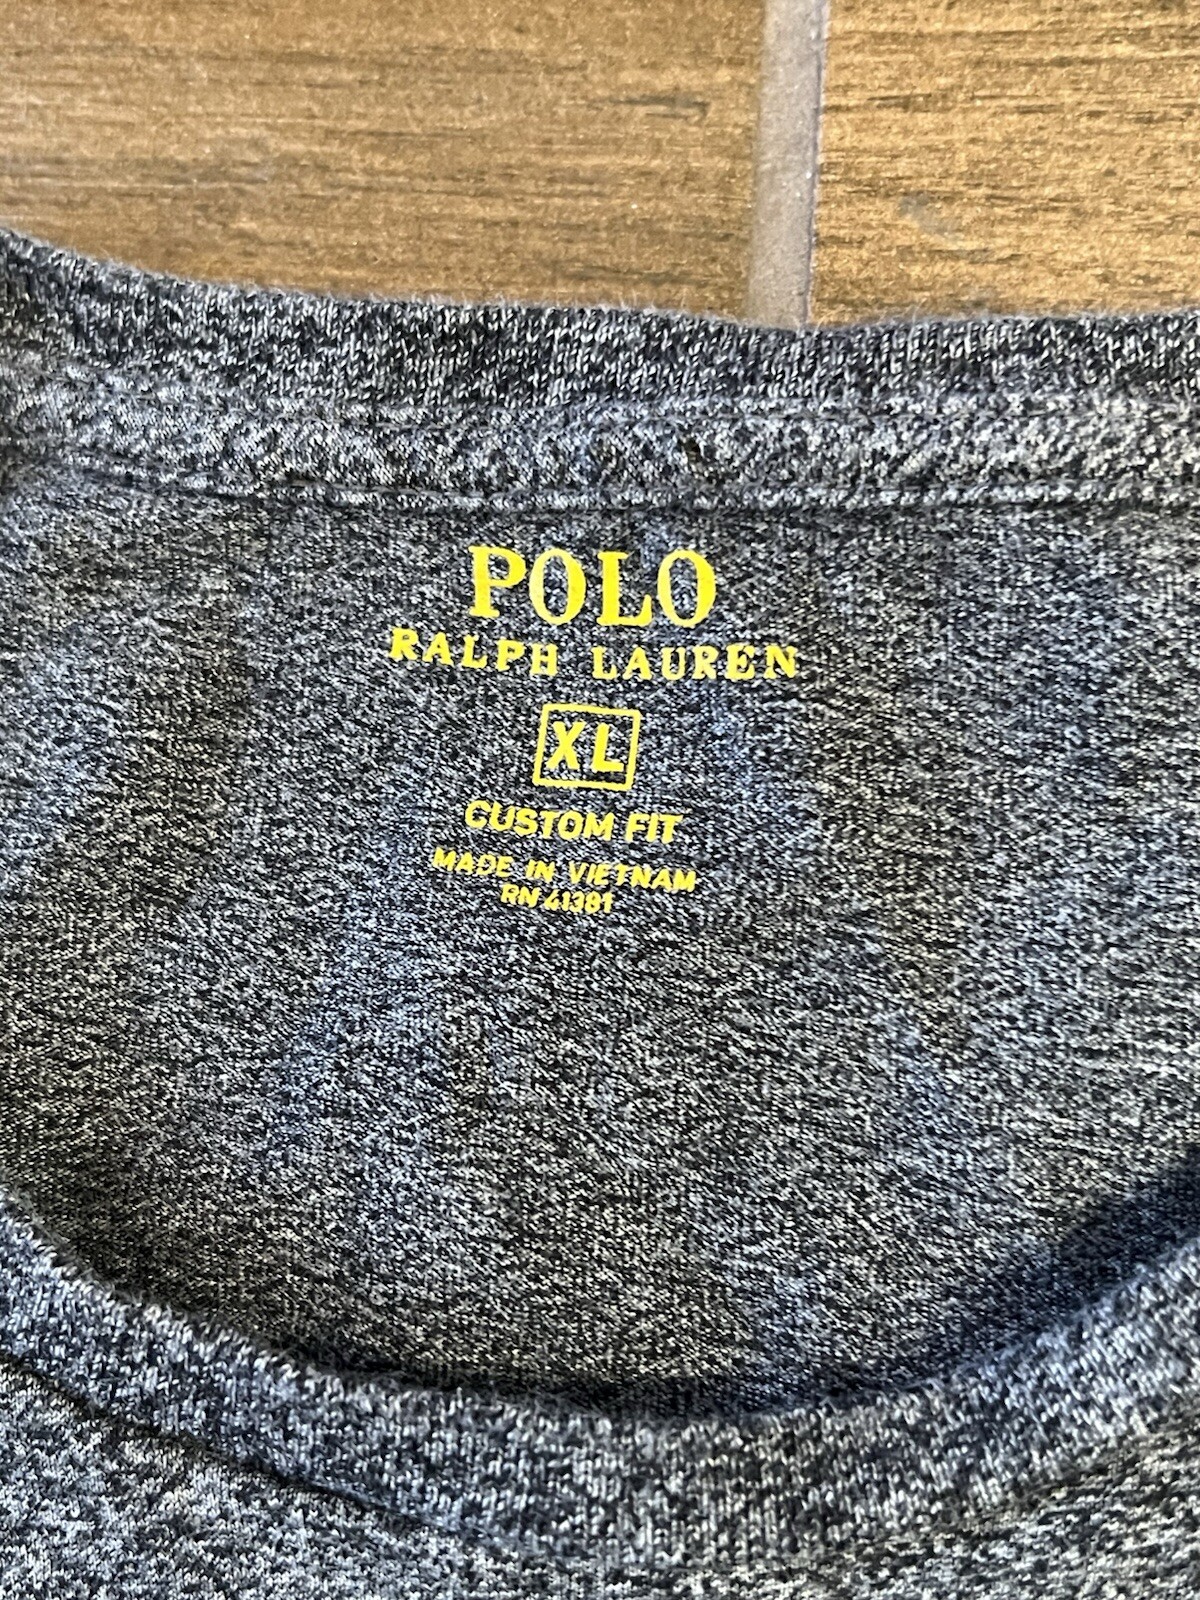 POLO
RALPH LAUREN
XL
CUSTOM FIT
MADE IN VIETNAM
RN 41381